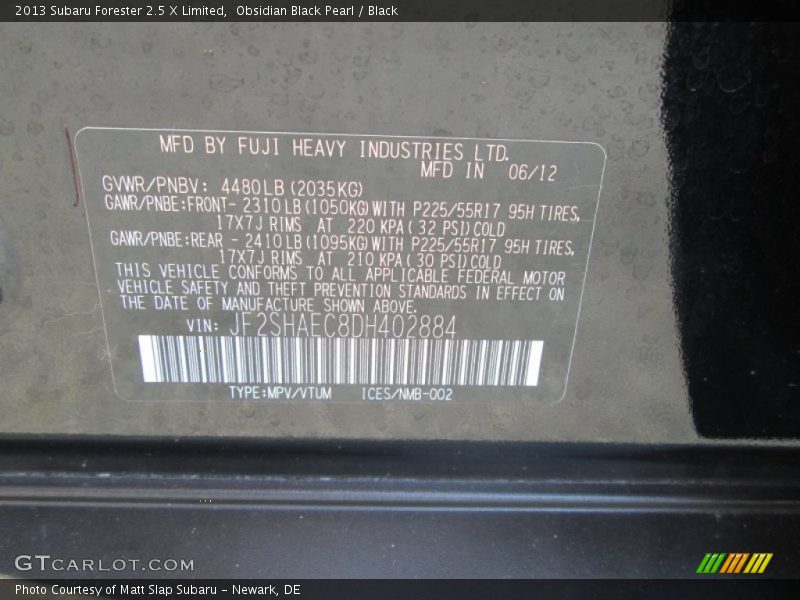 2013 Subaru Forester 2.5 X Limited,  Obsidian Black Pearl / Black
MFD BY FUJI HEAVY INDUSTRIES LTD.
MFD IN 06/12
GVWR/PNBV: 4480LB(2035KG)
GAWR/PNBE:FRONT- 2310LB(1050KG)WITH P225/55R17 95H TIRES,
17X7J RIMS AT 220 KPA( 32 PSI)COLD
GAWR/PNBE:REAR - 2410LB(1095KG)WITH P225/55R17 95H TIRES,
17X7J RIMS AT 210 KPA( 30 PSI)COLD
THIS VEHICLE CONFORMS TO ALL APPLICABLE FEDERAL MOTOR
VEHICLE SAFETY AND THEFT PREVENTION STANDARDS IN EFFECT ON
THE DATE OF MANUFACTURE SHOWN ABOVE.
VIN: JF2SHAEC8DH402884
TYPE:MPV/VTUM ICES/NMB-002
GTCARLOT.COM
Photo Courtesy of Matt Slap Subaru - Newark, DE